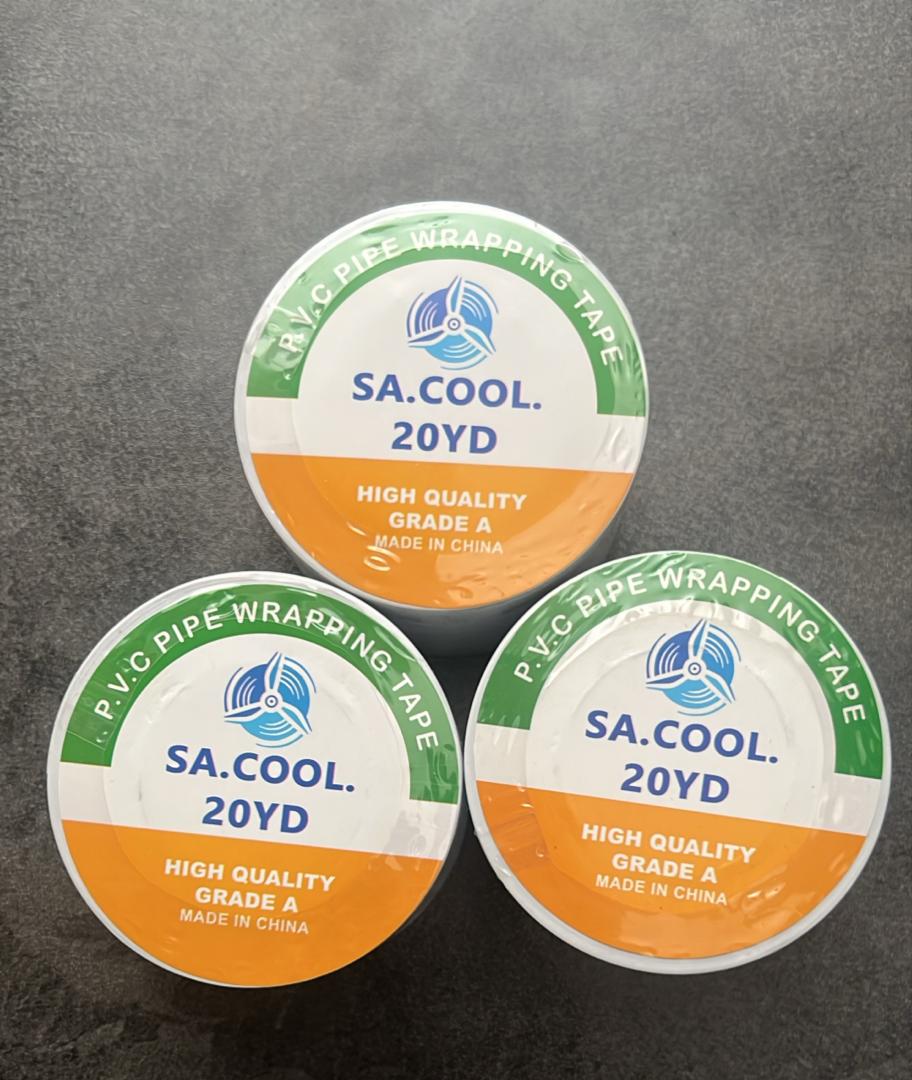 P.V.C PIPE WRAPPING TAPE
SA.COOL.
20YD
HIGH QUALITY
GRADE A
MADE IN CHINA
P.V.C PIPE WRAPPING TAPE
SA.COOL.
20YD
HIGH QUALITY
GRADE A
MADE IN CHINA
P.V.C PIPE WRAPPING TAPE
SA.COOL.
20YD
HIGH QUALITY
GRADE A
MADE IN CHINA